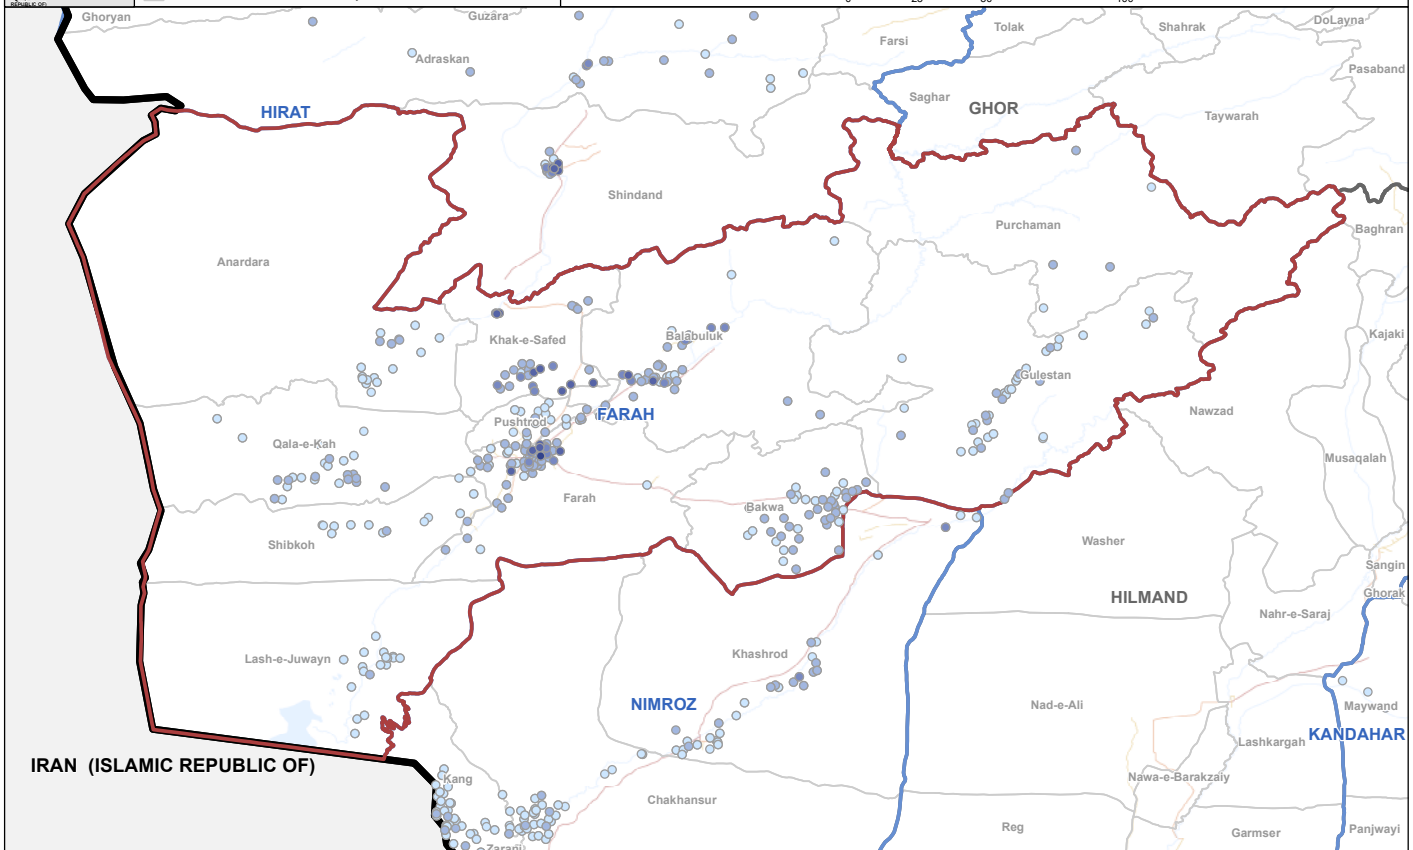 REPUBLIC OF)
Ghoryan
Guzara
Farsi
Tolak
Shahrak
DoLayna
Adraskan
Pasaband
Saghar
GHOR
HIRAT
Taywarah
Shindand
Purchaman
Baghran
Anardara
Khak-e-Safed
Balabuluk
Kajaki
Gulestan
FARAH
Nawzad
Pushtrod
Qala-e-Kah
Musaqalah
Farah
Bakwa
Shibkoh
Washer
Sangin
Ghorak
HILMAND
Nahr-e-Saraj
Lash-e-Juwayn
Khashrod
NIMROZ
Nad-e-Ali
Maywand
KANDAHAR
Lashkargah
IRAN (ISLAMIC REPUBLIC OF)
Kang
Nawa-e-Barakzaiy
Chakhansur
Reg
Garmser
Panjwayi
Zaranj